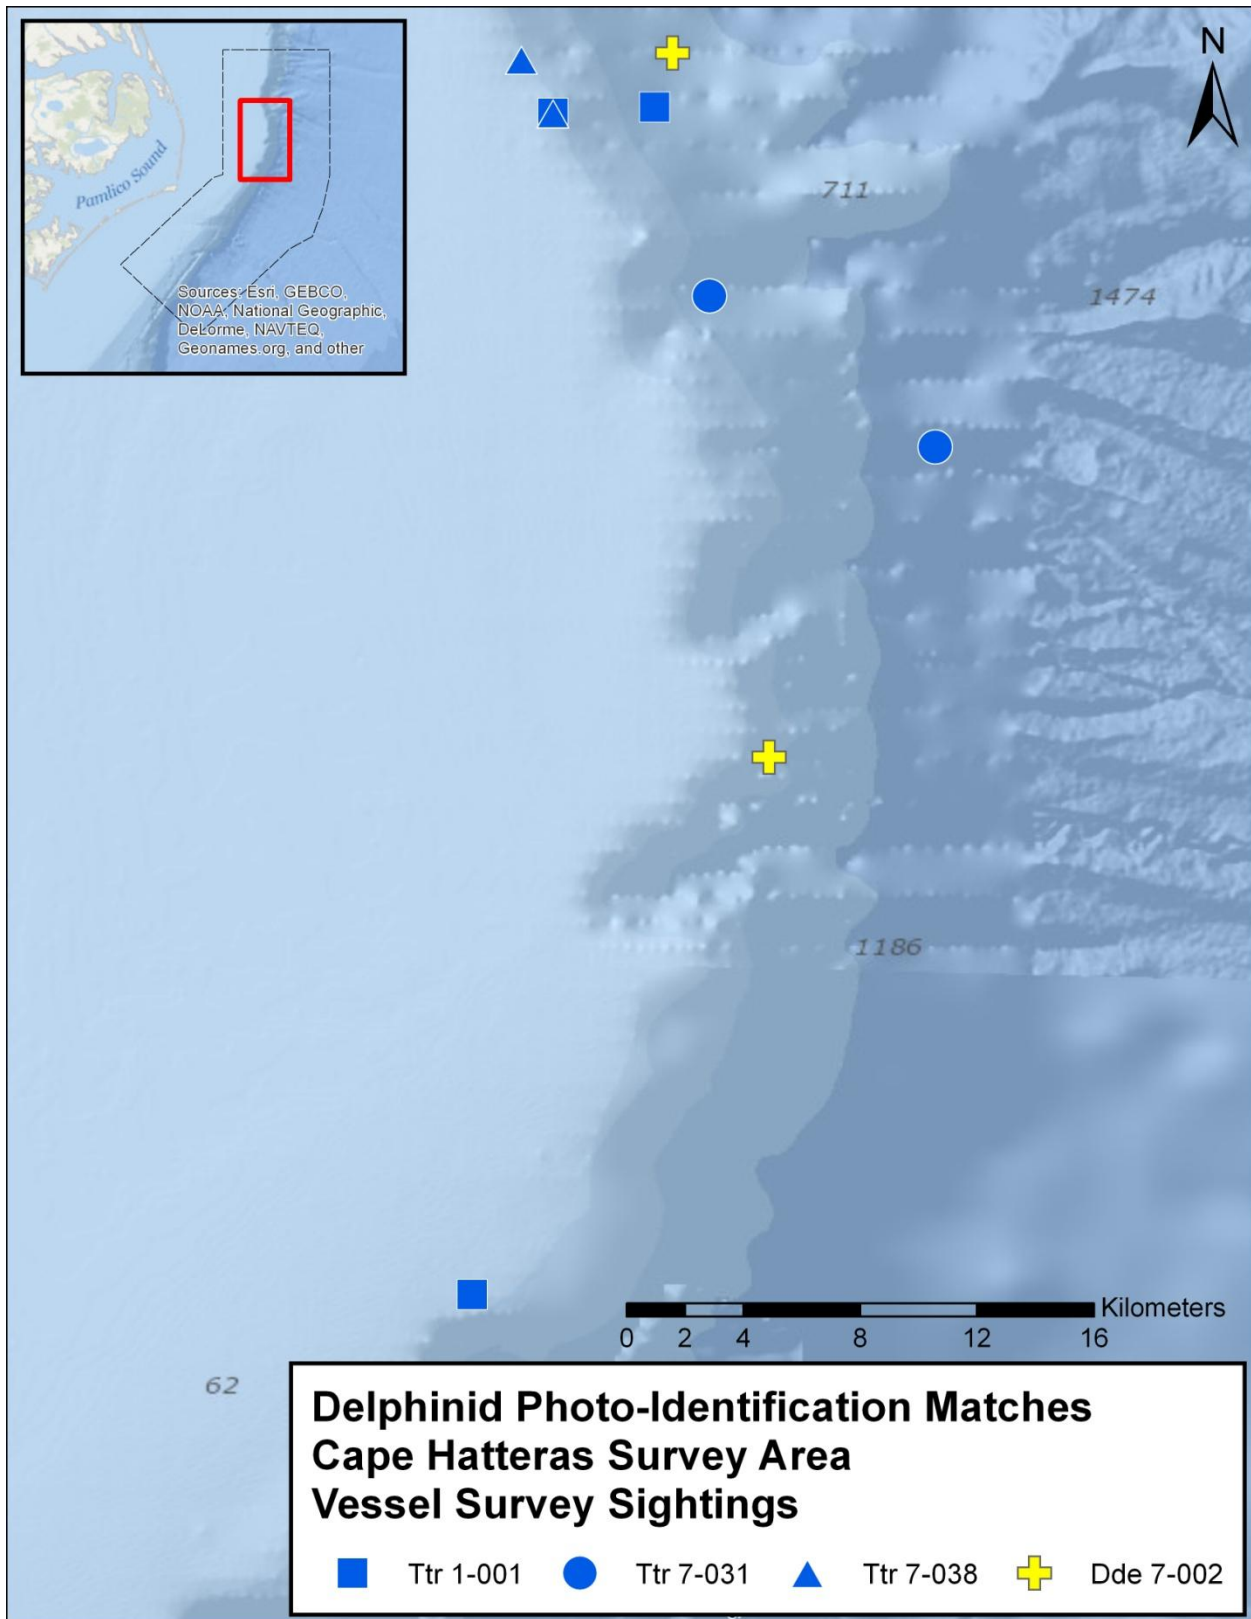 Pamlico Sound
Sources: Esri, GEBCO,
NOAA, National Geographic,
DeLorme, NAVTEQ,
Geonames.org, and other
N
711
1474
1186
Kilometers
0 2 4 8 12 16
62
Delphinid Photo-Identification Matches
Cape Hatteras Survey Area
Vessel Survey Sightings
Ttr 1-001 Ttr 7-031 Ttr 7-038 Dde 7-002